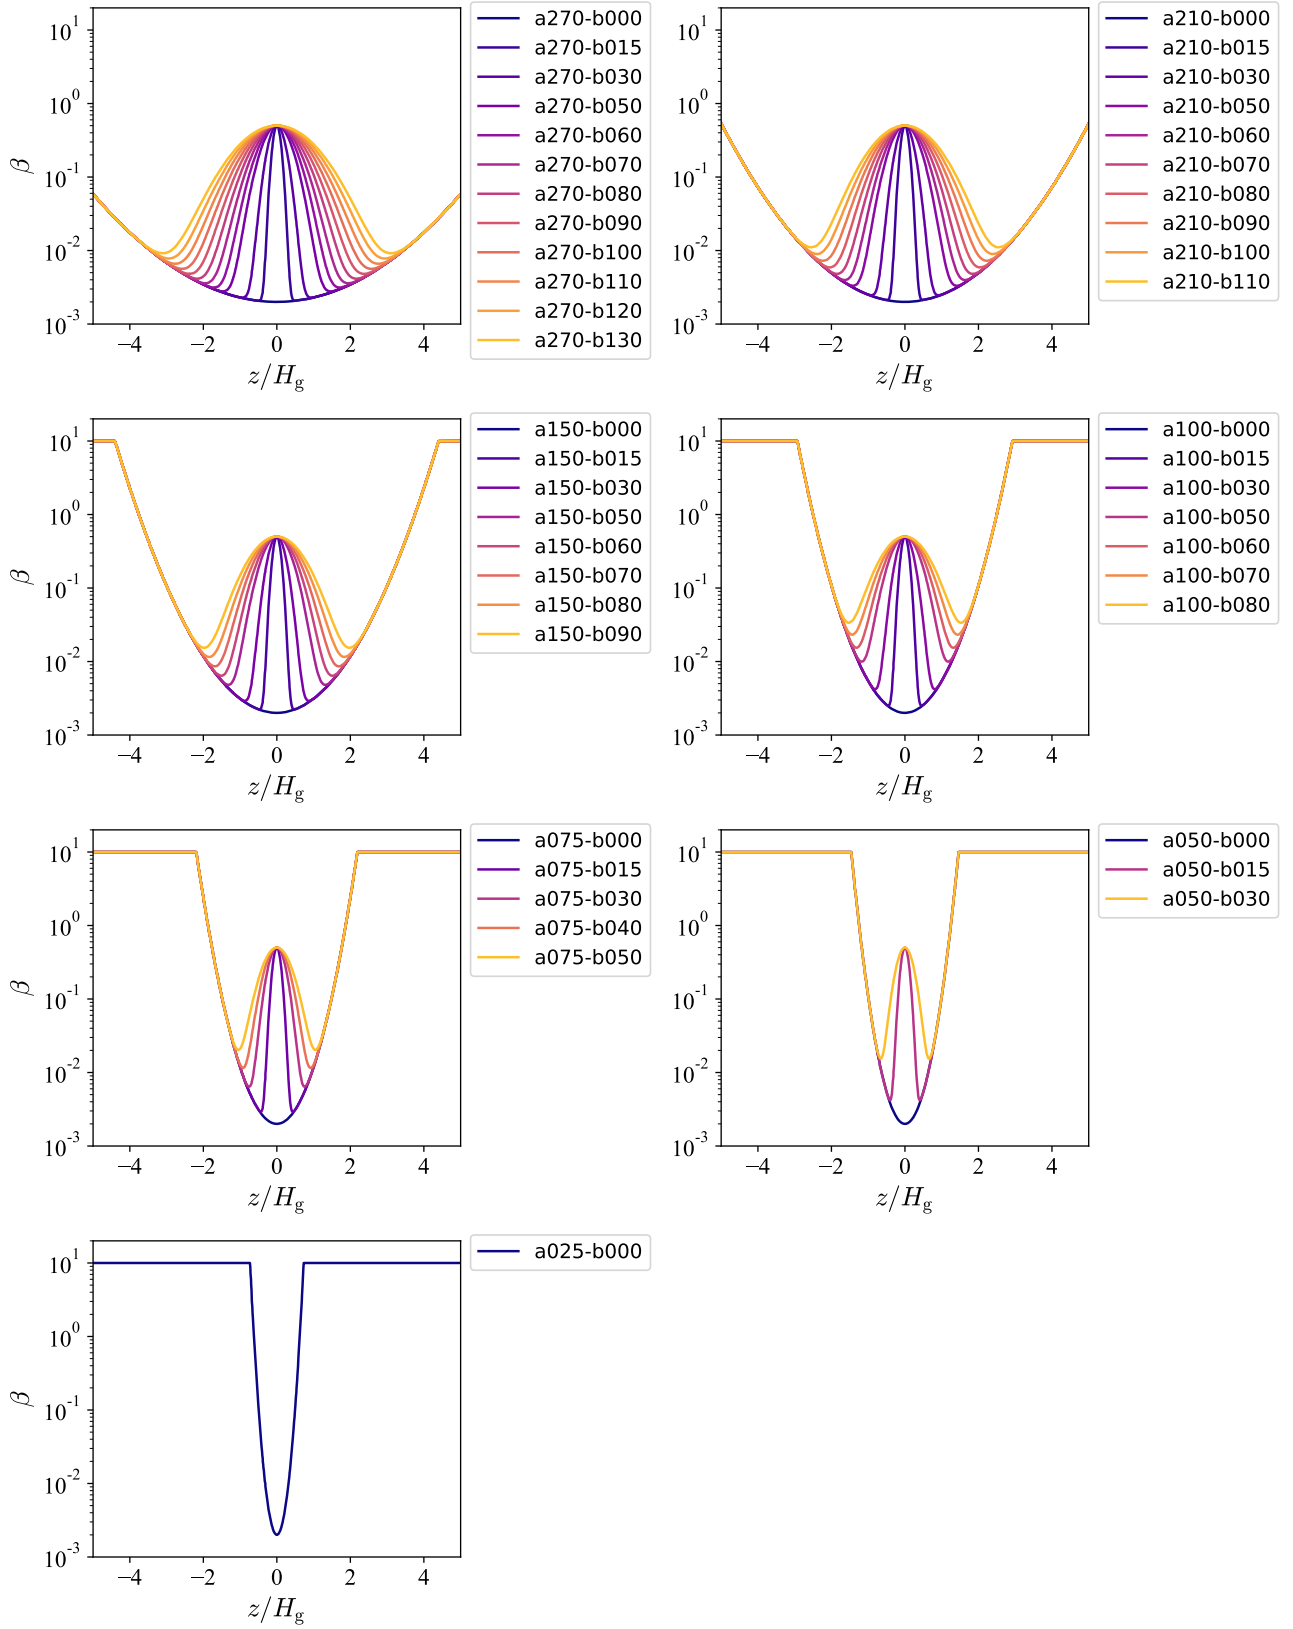 10^1
10^0
10^-1
10^-2
10^-3
β
−4 −2 0 2 4
z/H_g
a270-b000
a270-b015
a270-b030
a270-b050
a270-b060
a270-b070
a270-b080
a270-b090
a270-b100
a270-b110
a270-b120
a270-b130
10^1
10^0
10^-1
10^-2
10^-3
−4 −2 0 2 4
z/H_g
a210-b000
a210-b015
a210-b030
a210-b050
a210-b060
a210-b070
a210-b080
a210-b090
a210-b100
a210-b110
10^1
10^0
10^-1
10^-2
10^-3
β
−4 −2 0 2 4
z/H_g
a150-b000
a150-b015
a150-b030
a150-b050
a150-b060
a150-b070
a150-b080
a150-b090
10^1
10^0
10^-1
10^-2
10^-3
−4 −2 0 2 4
z/H_g
a100-b000
a100-b015
a100-b030
a100-b050
a100-b060
a100-b070
a100-b080
10^1
10^0
10^-1
10^-2
10^-3
β
−4 −2 0 2 4
z/H_g
a075-b000
a075-b015
a075-b030
a075-b040
a075-b050
10^1
10^0
10^-1
10^-2
10^-3
−4 −2 0 2 4
z/H_g
a050-b000
a050-b015
a050-b030
10^1
10^0
10^-1
10^-2
10^-3
β
−4 −2 0 2 4
z/H_g
a025-b000